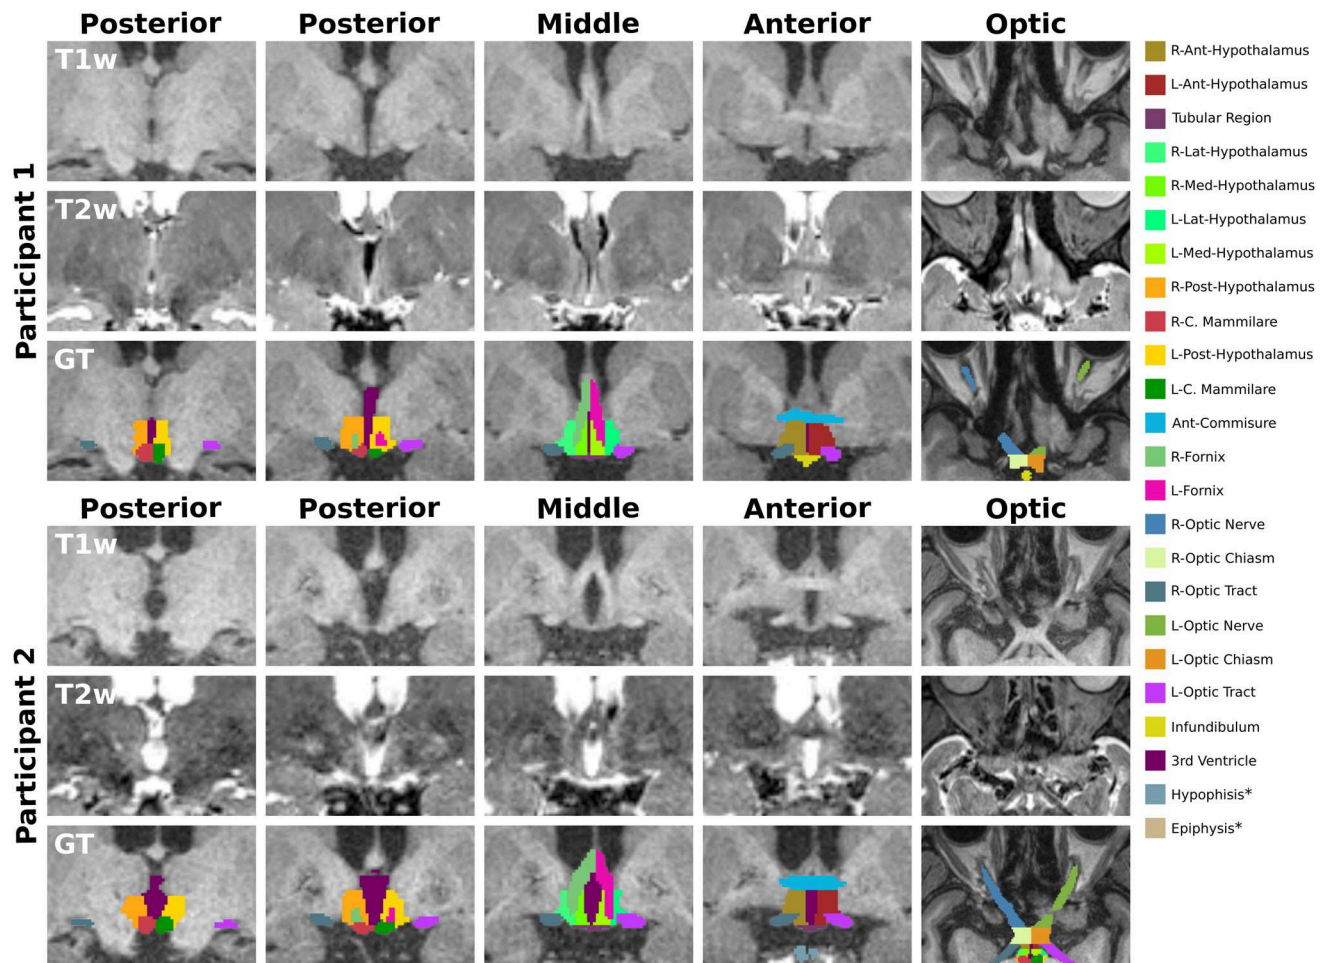 Posterior Posterior Middle Anterior Optic
Participant 1
T1w
T2w
GT
Posterior Posterior Middle Anterior Optic
Participant 2
T1w
T2w
GT
R-Ant-Hypothalamus
L-Ant-Hypothalamus
Tubular Region
R-Lat-Hypothalamus
R-Med-Hypothalamus
L-Lat-Hypothalamus
L-Med-Hypothalamus
R-Post-Hypothalamus
R-C. Mammilare
L-Post-Hypothalamus
L-C. Mammilare
Ant-Commisure
R-Fornix
L-Fornix
R-Optic Nerve
R-Optic Chiasm
R-Optic Tract
L-Optic Nerve
L-Optic Chiasm
L-Optic Tract
Infundibulum
3rd Ventricle
Hypophisis*
Epiphysis*